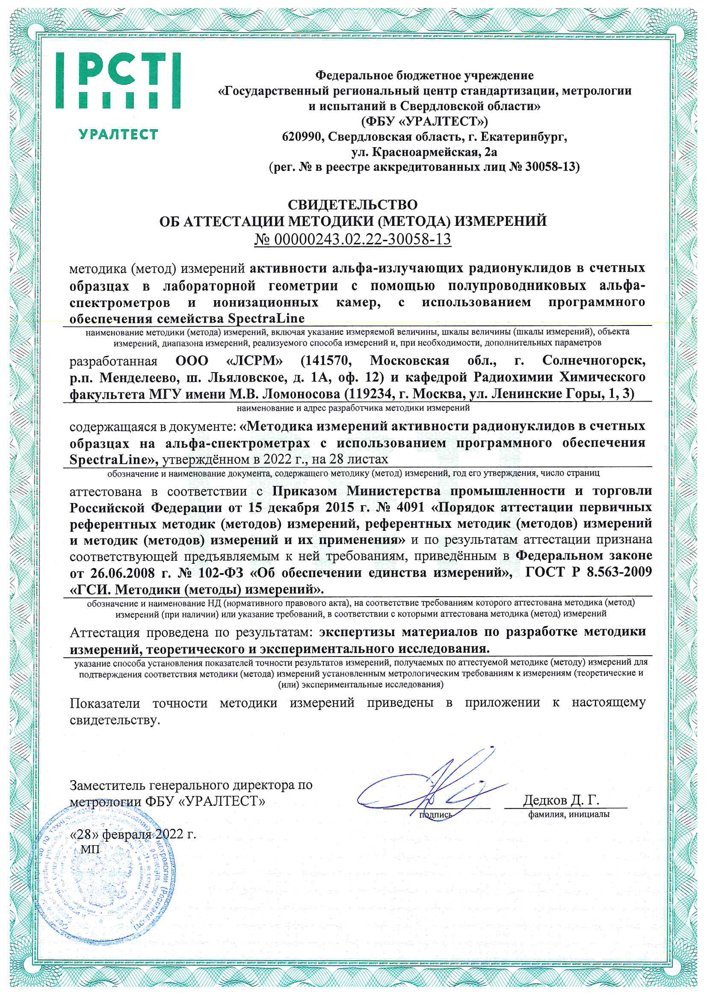 РСТ
УРАЛТЕСТ
Федеральное бюджетное учреждение
«Государственный региональный центр стандартизации, метрологии
и испытаний в Свердловской области»
(ФБУ «УРАЛТЕСТ»)
620990, Свердловская область, г. Екатеринбург,
ул. Красноармейская, 2а
(рег. № в реестре аккредитованных лиц № 30058-13)
СВИДЕТЕЛЬСТВО
ОБ АТТЕСТАЦИИ МЕТОДИКИ (МЕТОДА) ИЗМЕРЕНИЙ
№ 00000243.02.22-30058-13
методика (метод) измерений активности альфа-излучающих радионуклидов в счетных
образцах в лабораторной геометрии с помощью полупроводниковых альфа-
спектрометров и ионизационных камер, с использованием программного
обеспечения семейства SpectraLine
наименование методики (метода) измерений, включая указание измеряемой величины, шкалы величины (шкалы измерений), объекта
измерений, диапазона измерений, реализуемого способа измерений и, при необходимости, дополнительных параметров
разработанная ООО «ЛСРМ» (141570, Московская обл., г. Солнечногорск,
р.п. Менделеево, ш. Льяловское, д. 1А, оф. 12) и кафедрой Радиохимии Химического
факультета МГУ имени М.В. Ломоносова (119234, г. Москва, ул. Ленинские Горы, 1, 3)
наименование и адрес разработчика методики измерений
содержащаяся в документе: «Методика измерений активности радионуклидов в счетных
образцах на альфа-спектрометрах с использованием программного обеспечения
SpectraLine», утверждённом в 2022 г., на 28 листах
обозначение и наименование документа, содержащего методику (метод) измерений, год его утверждения, число страниц
аттестована в соответствии с Приказом Министерства промышленности и торговли
Российской Федерации от 15 декабря 2015 г. № 4091 «Порядок аттестации первичных
референтных методик (методов) измерений, референтных методик (методов) измерений
и методик (методов) измерений и их применения» и по результатам аттестации признана
соответствующей предъявляемым к ней требованиям, приведённым в Федеральном законе
от 26.06.2008 г. № 102-ФЗ «Об обеспечении единства измерений», ГОСТ Р 8.563-2009
«ГСИ. Методики (методы) измерений».
обозначение и наименование НД (нормативного правового акта), на соответствие требованиям которого аттестована методика (метод)
измерений (при наличии) или указание требований, в соответствии с которыми аттестована методика (метод) измерений
Аттестация проведена по результатам: экспертизы материалов по разработке методики
измерений, теоретического и экспериментального исследования.
указание способа установления показателей точности результатов измерений, получаемых по аттестуемой методике (методу) измерений для
подтверждения соответствия методики (метода) измерений установленным метрологическим требованиям к измерениям (теоретические и
(или) экспериментальные исследования)
Показатели точности методики измерений приведены в приложении к настоящему
свидетельству.
Заместитель генерального директора по
метрологии ФБУ «УРАЛТЕСТ»
Дедков Д. Г.
подпись
фамилия, инициалы
«28» февраля 2022 г.
МП